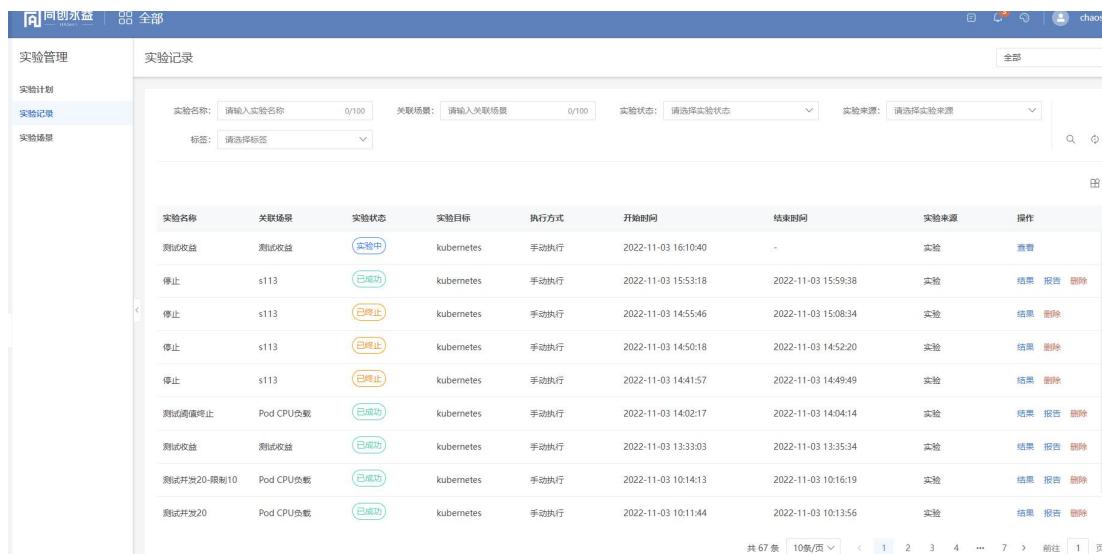 同创永益 88 全部 chaos
实验管理 实验记录 全部
实验计划
实验记录
实验场景
实验名称: 请输入实验名称 0/100 关联场景: 请输入关联场景 0/100 实验状态: 请选择实验状态 实验来源: 请选择实验来源
标签: 请选择标签
实验名称 关联场景 实验状态 实验目标 执行方式 开始时间 结束时间 实验来源 操作
测试收益 测试收益 实验中 kubernetes 手动执行 2022-11-03 16:10:40 - 实验 查看
停止 s113 已成功 kubernetes 手动执行 2022-11-03 15:53:18 2022-11-03 15:59:38 实验 结果 报告 删除
停止 s113 已终止 kubernetes 手动执行 2022-11-03 14:55:46 2022-11-03 15:08:34 实验 结果 删除
停止 s113 已终止 kubernetes 手动执行 2022-11-03 14:50:18 2022-11-03 14:52:20 实验 结果 删除
停止 s113 已终止 kubernetes 手动执行 2022-11-03 14:41:57 2022-11-03 14:49:49 实验 结果 删除
测试阈值终止 Pod CPU负载 已成功 kubernetes 手动执行 2022-11-03 14:02:17 2022-11-03 14:04:14 实验 结果 报告 删除
测试收益 测试收益 已成功 kubernetes 手动执行 2022-11-03 13:33:03 2022-11-03 13:35:34 实验 结果 报告 删除
测试并发20-限制10 Pod CPU负载 已成功 kubernetes 手动执行 2022-11-03 10:14:13 2022-11-03 10:16:19 实验 结果 报告 删除
测试并发20 Pod CPU负载 已成功 kubernetes 手动执行 2022-11-03 10:11:44 2022-11-03 10:13:56 实验 结果 报告 删除
共 67 条 10条/页 < 1 2 3 4 ··· 7 > 前往 1 页